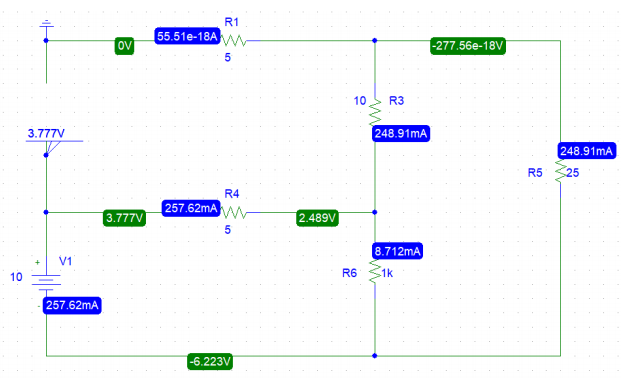 R1
55.51e-18A
0V
-277.56e-18V
5
10 R3
3.777V
248.91mA
248.91mA
R5 25
R4
257.62mA
3.777V
2.489V
5
8.712mA
V1
+
10
R6 1k
-
257.62mA
-6.223V